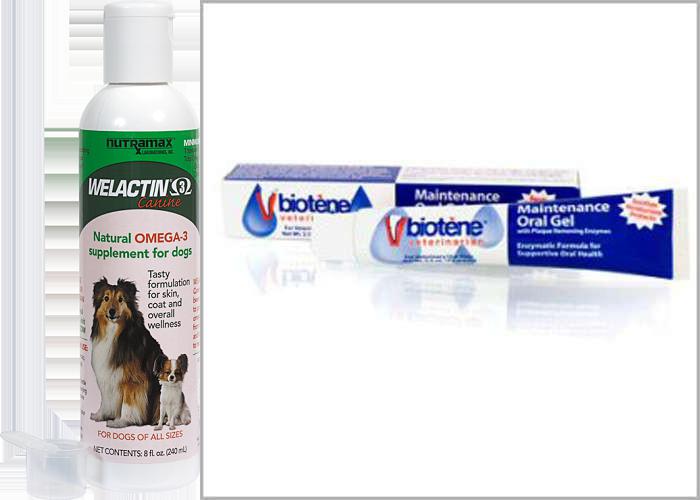 nutramax
LABORATORIES, INC.
WELACTIN 3
Canine
Natural OMEGA-3
supplement for dogs
Tasty
formulation
for skin,
coat and
overall
wellness
FOR DOGS OF ALL SIZES
NET CONTENTS: 8 fl. oz. (240 mL)
biotène
Maintenance
biotène
veterinarian
Maintenance
Oral Gel
with Plaque Removing Enzymes
Enzymatic Formula for
Supportive Oral Health